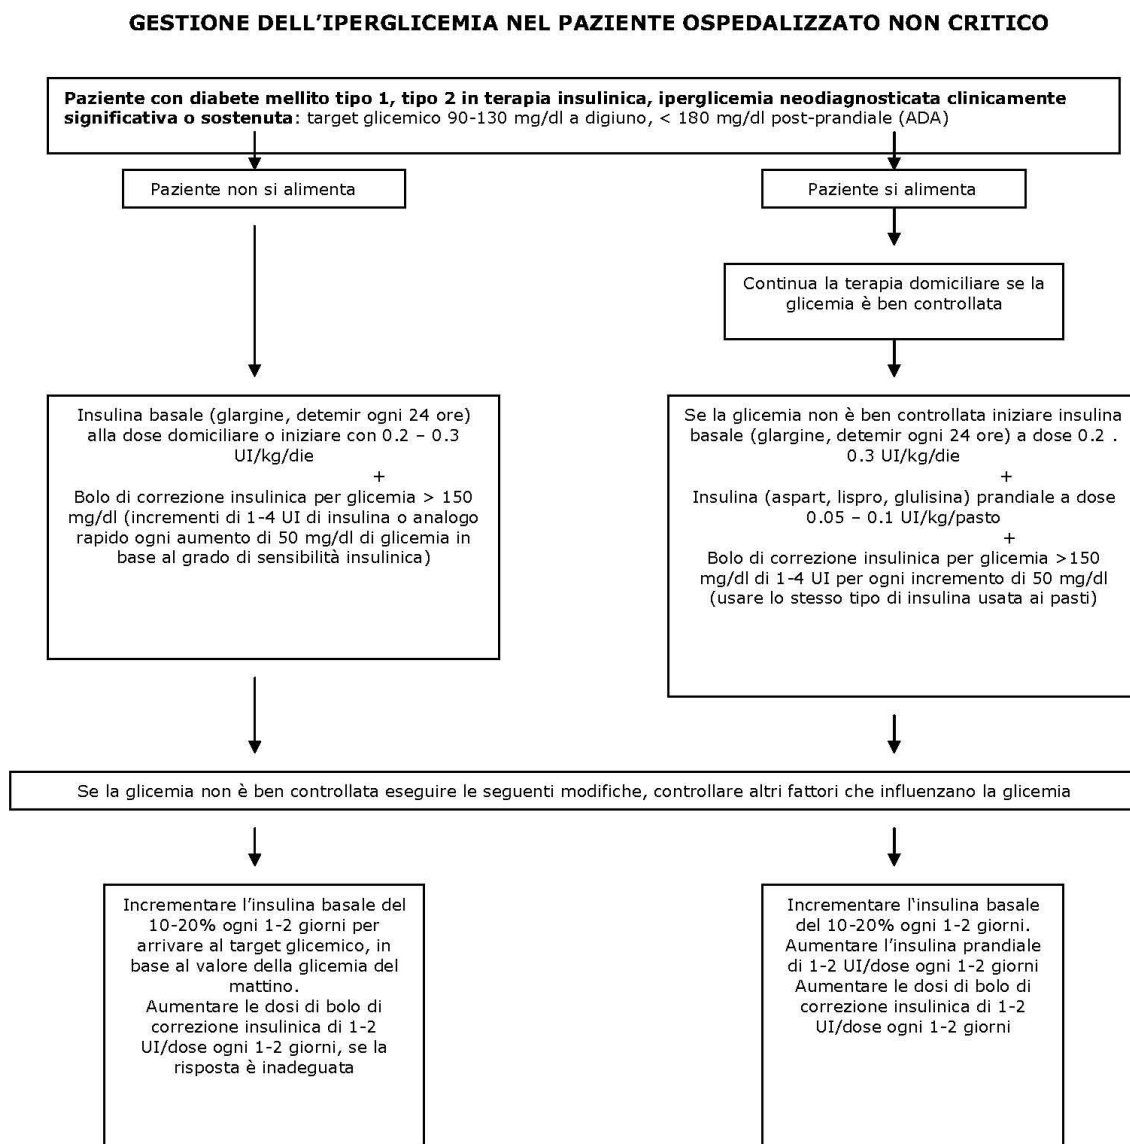 GESTIONE DELL'IPERGLICEMIA NEL PAZIENTE OSPEDALIZZATO NON CRITICO
Paziente con diabete mellito tipo 1, tipo 2 in terapia insulinica, iperglicemia neodiagnosticata clinicamente
significativa o sostenuta: target glicemico 90-130 mg/dl a digiuno, < 180 mg/dl post-prandiale (ADA)
Paziente non si alimenta
Paziente si alimenta
Continua la terapia domiciliare se la
glicemia è ben controllata
Insulina basale (glargine, detemir ogni 24 ore)
alla dose domiciliare o iniziare con 0.2 – 0.3
UI/kg/die
+
Bolo di correzione insulinica per glicemia > 150
mg/dl (incrementi di 1-4 UI di insulina o analogo
rapido ogni aumento di 50 mg/dl di glicemia in
base al grado di sensibilità insulinica)
Se la glicemia non è ben controllata iniziare insulina
basale (glargine, detemir ogni 24 ore) a dose 0.2 .
0.3 UI/kg/die
+
Insulina (aspart, lispro, glulisina) prandiale a dose
0.05 – 0.1 UI/kg/pasto
+
Bolo di correzione insulinica per glicemia >150
mg/dl di 1-4 UI per ogni incremento di 50 mg/dl
(usare lo stesso tipo di insulina usata ai pasti)
Se la glicemia non è ben controllata eseguire le seguenti modifiche, controllare altri fattori che influenzano la glicemia
Incrementare l'insulina basale del
10-20% ogni 1-2 giorni per
arrivare al target glicemico, in
base al valore della glicemia del
mattino.
Aumentare le dosi di bolo di
correzione insulinica di 1-2
UI/dose ogni 1-2 giorni, se la
risposta è inadeguata
Incrementare l'insulina basale
del 10-20% ogni 1-2 giorni.
Aumentare l'insulina prandiale
di 1-2 UI/dose ogni 1-2 giorni
Aumentare le dosi di bolo di
correzione insulinica di 1-2
UI/dose ogni 1-2 giorni